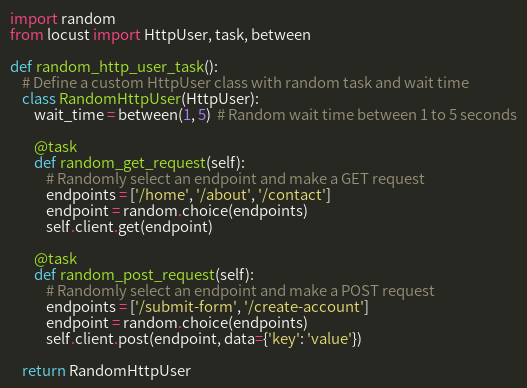 import random
from locust import HttpUser, task, between

def random_http_user_task():
    # Define a custom HttpUser class with random task and wait time
    class RandomHttpUser(HttpUser):
        wait_time = between(1, 5)  # Random wait time between 1 to 5 seconds

        @task
        def random_get_request(self):
            # Randomly select an endpoint and make a GET request
            endpoints = ['/home', '/about', '/contact']
            endpoint = random.choice(endpoints)
            self.client.get(endpoint)

        @task
        def random_post_request(self):
            # Randomly select an endpoint and make a POST request
            endpoints = ['/submit-form', '/create-account']
            endpoint = random.choice(endpoints)
            self.client.post(endpoint, data={'key': 'value'})

    return RandomHttpUser